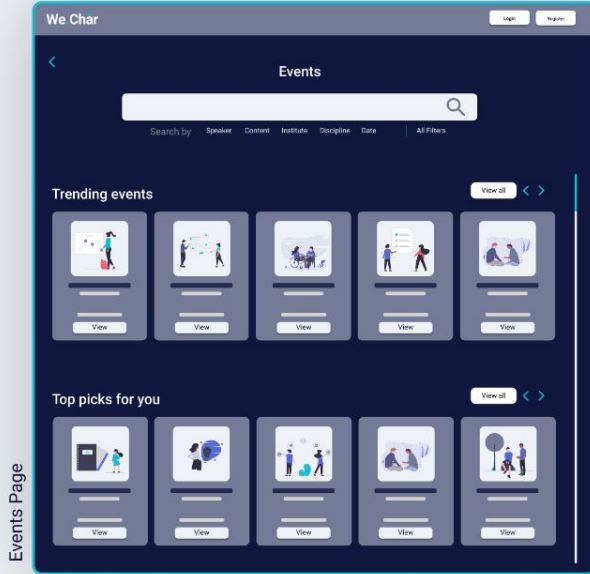 We Char
Login
Register
Events
Search by Speaker Content Institute Discipline Date All Filters
Trending events
View all
View
View
View
View
View
Top picks for you
View all
View
View
View
View
View
Events Page